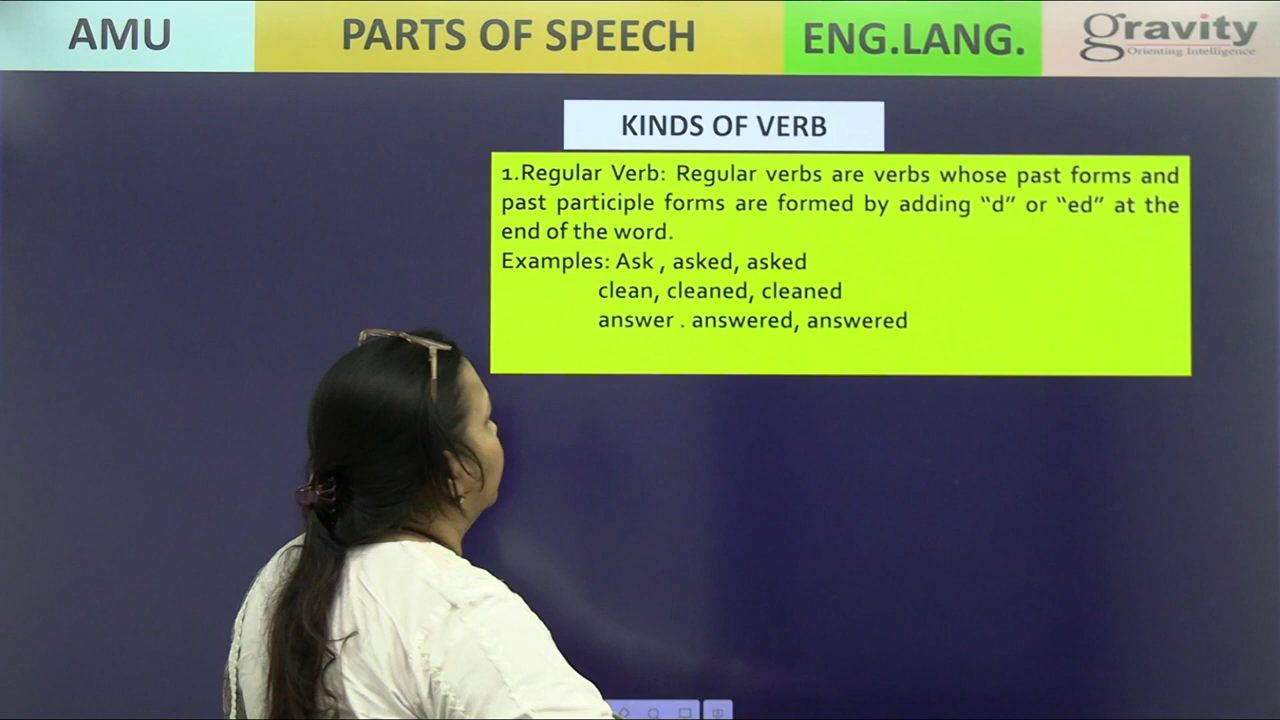 AMU
PARTS OF SPEECH
ENG.LANG.
gravity
Orienting Intelligence
KINDS OF VERB
1.Regular Verb: Regular verbs are verbs whose past forms and
past participle forms are formed by adding “d” or “ed” at the
end of the word.
Examples: Ask , asked, asked
clean, cleaned, cleaned
answer . answered, answered